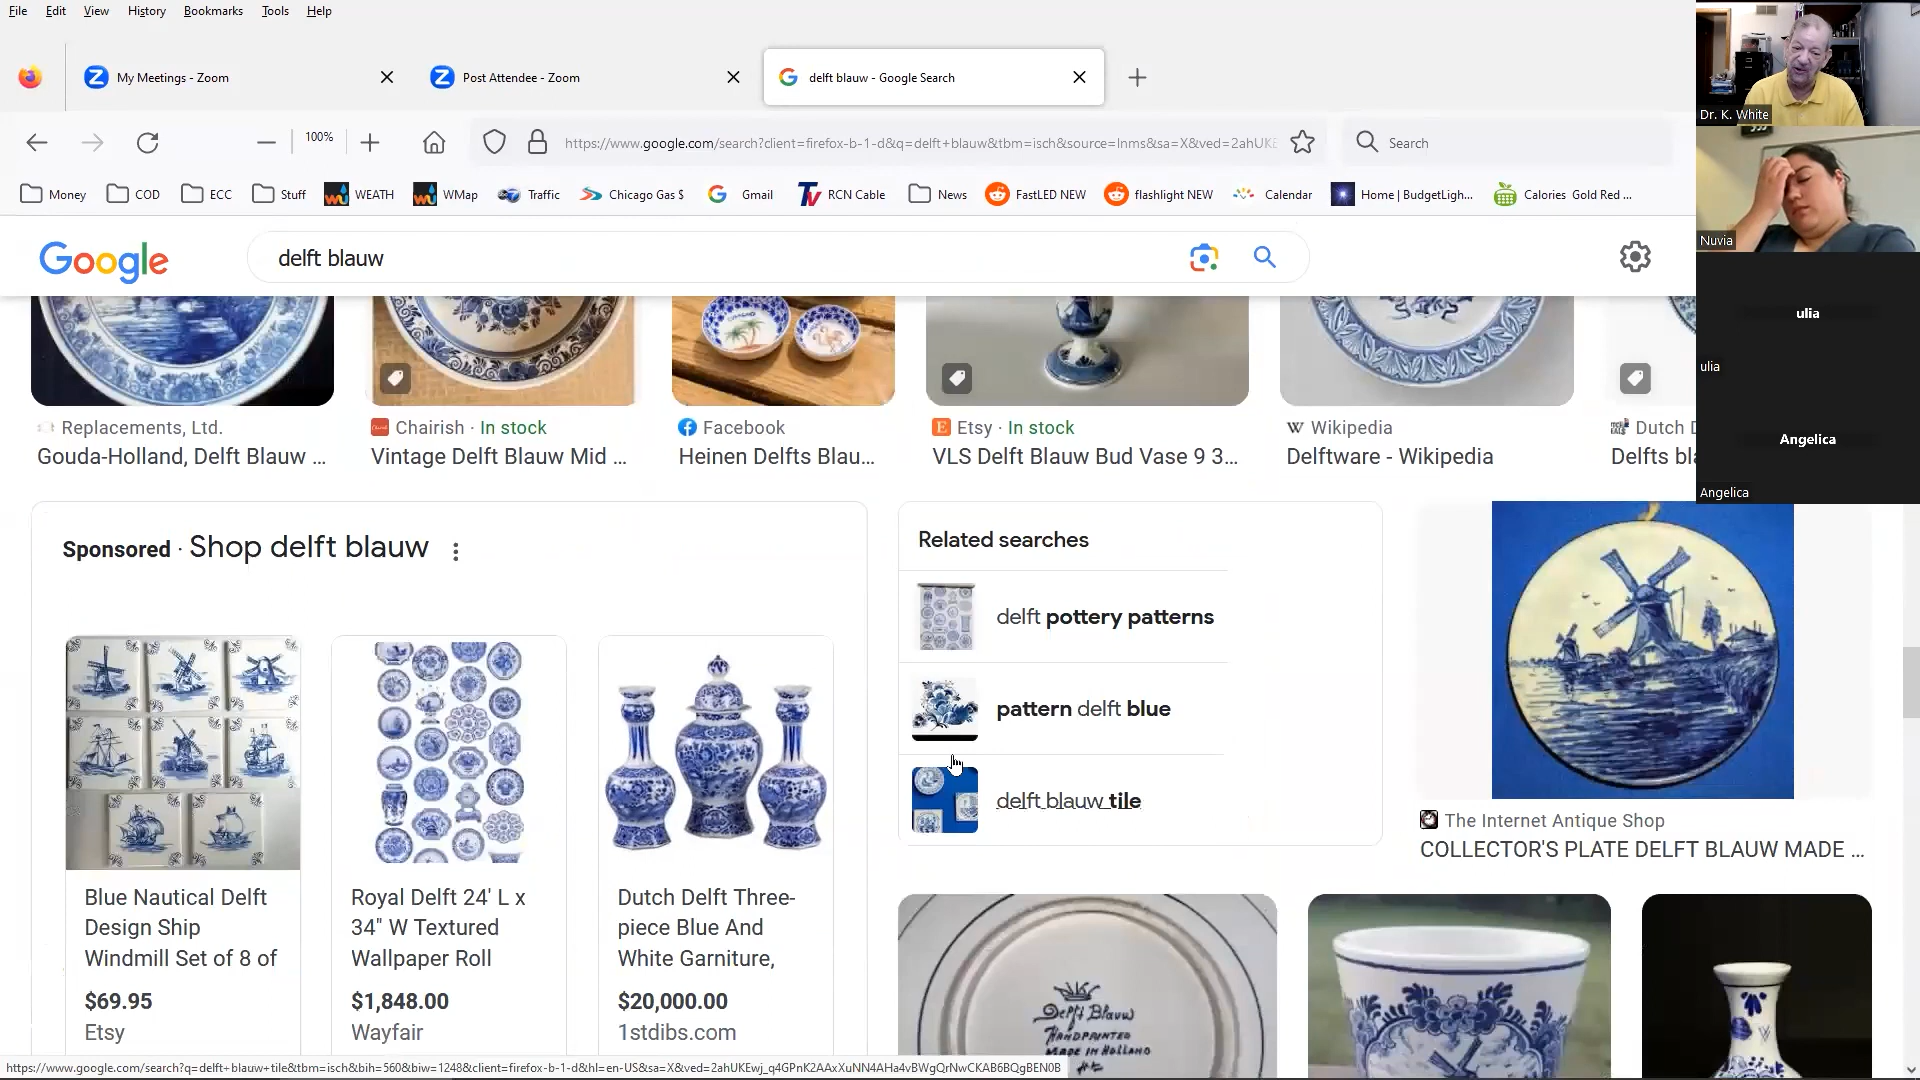 File Edit View History Bookmarks Tools Help
My Meetings - Zoom
Post Attendee - Zoom
delft blauw - Google Search
100%
https://www.google.com/search?client=firefox-b-1-d&q=delft+blauw&tbm=isch&source=lnms&sa=X&ved=2ahUKE
Search
Money COD ECC Stuff WEATH WMap Traffic Chicago Gas $ Gmail RCN Cable News FastLED NEW flashlight NEW Calendar Home | BudgetLigh... Calories Gold Red ...
Google
delft blauw
Dr. K. White
Nuvia
ulia
ulia
Angelica
Angelica
Replacements, Ltd.
Gouda-Holland, Delft Blauw ...
Chairish · In stock
Vintage Delft Blauw Mid ...
Facebook
Heinen Delfts Blau...
Etsy · In stock
VLS Delft Blauw Bud Vase 9 3...
Wikipedia
Delftware - Wikipedia
Dutch
Delfts
Sponsored · Shop delft blauw
Blue Nautical Delft
Design Ship
Windmill Set of 8 of
$69.95
Etsy
Royal Delft 24' L x
34" W Textured
Wallpaper Roll
$1,848.00
Wayfair
Dutch Delft Three-
piece Blue And
White Garniture,
$20,000.00
1stdibs.com
Related searches
delft pottery patterns
pattern delft blue
delft blauw tile
The Internet Antique Shop
COLLECTOR'S PLATE DELFT BLAUW MADE ...
Delft Blauw
HANDPAINTED
MADE IN HOLLAND
https://www.google.com/search?q=delft+blauw+tile&tbm=isch&bih=560&biw=1248&client=firefox-b-1-d&hl=en-US&sa=X&ved=2ahUKEwj_q4GPnK2AAxXuNN4AHa4vBWgQrNwCKAB6BQgBEN0B